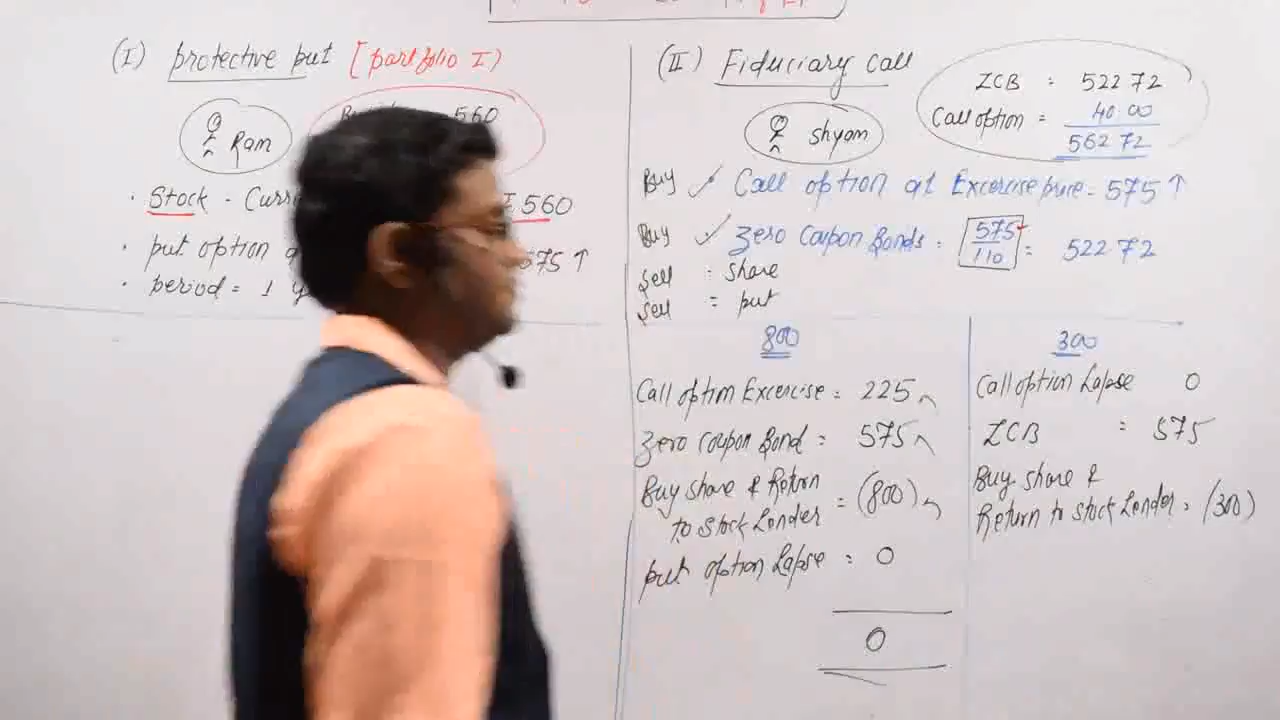 (I) protective put [portfolio I)
Ram
560
• Stock - ₹ 560
• put option 575 ↑
• period = 1
(II) Fiduciary call
shyam
ZCB : 522 72
Call option = 40.00
562 72
Buy ✓ Call option at Excercise price = 575 ↑
Buy ✓ Zero Coupon Bonds : 575/110 = 522 72
Sell : share
Sell = put
800
Call option Excercise = 225
Zero Coupon Bond = 575
Buy share & Return
to Stock Lender = (800)
put option Lapse = 0
0
300
Call option Lapse 0
ZCB : 575
Buy share &
Return to Stock Lender = (300)